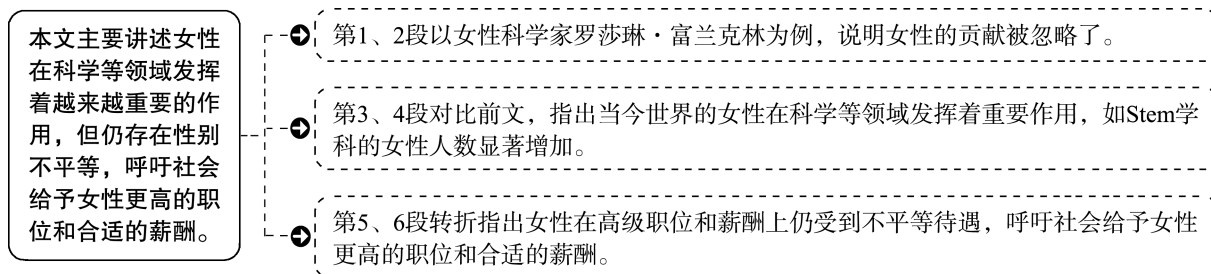 本文主要讲述女性
在科学等领域发挥
着越来越重要的作
用，但仍存在性别
不平等，呼吁社会
给予女性更高的职
位和合适的薪酬。
第1、2段以女性科学家罗莎琳·富兰克林为例，说明女性的贡献被忽略了。
第3、4段对比前文，指出当今世界的女性在科学等领域发挥着重要作用，如Stem学
科的女性人数显著增加。
第5、6段转折指出女性在高级职位和薪酬上仍受到不平等待遇，呼吁社会给予女性
更高的职位和合适的薪酬。